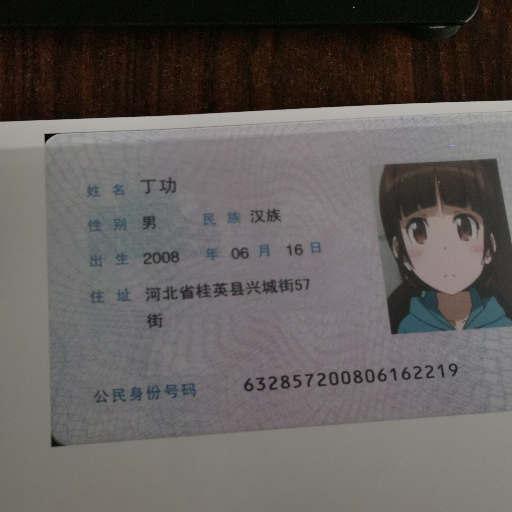 姓名 丁功
性别 男 民族 汉族
出生 2008 年 06 月 16 日
住址 河北省桂英县兴城街57
街
公民身份号码 632857200806162219